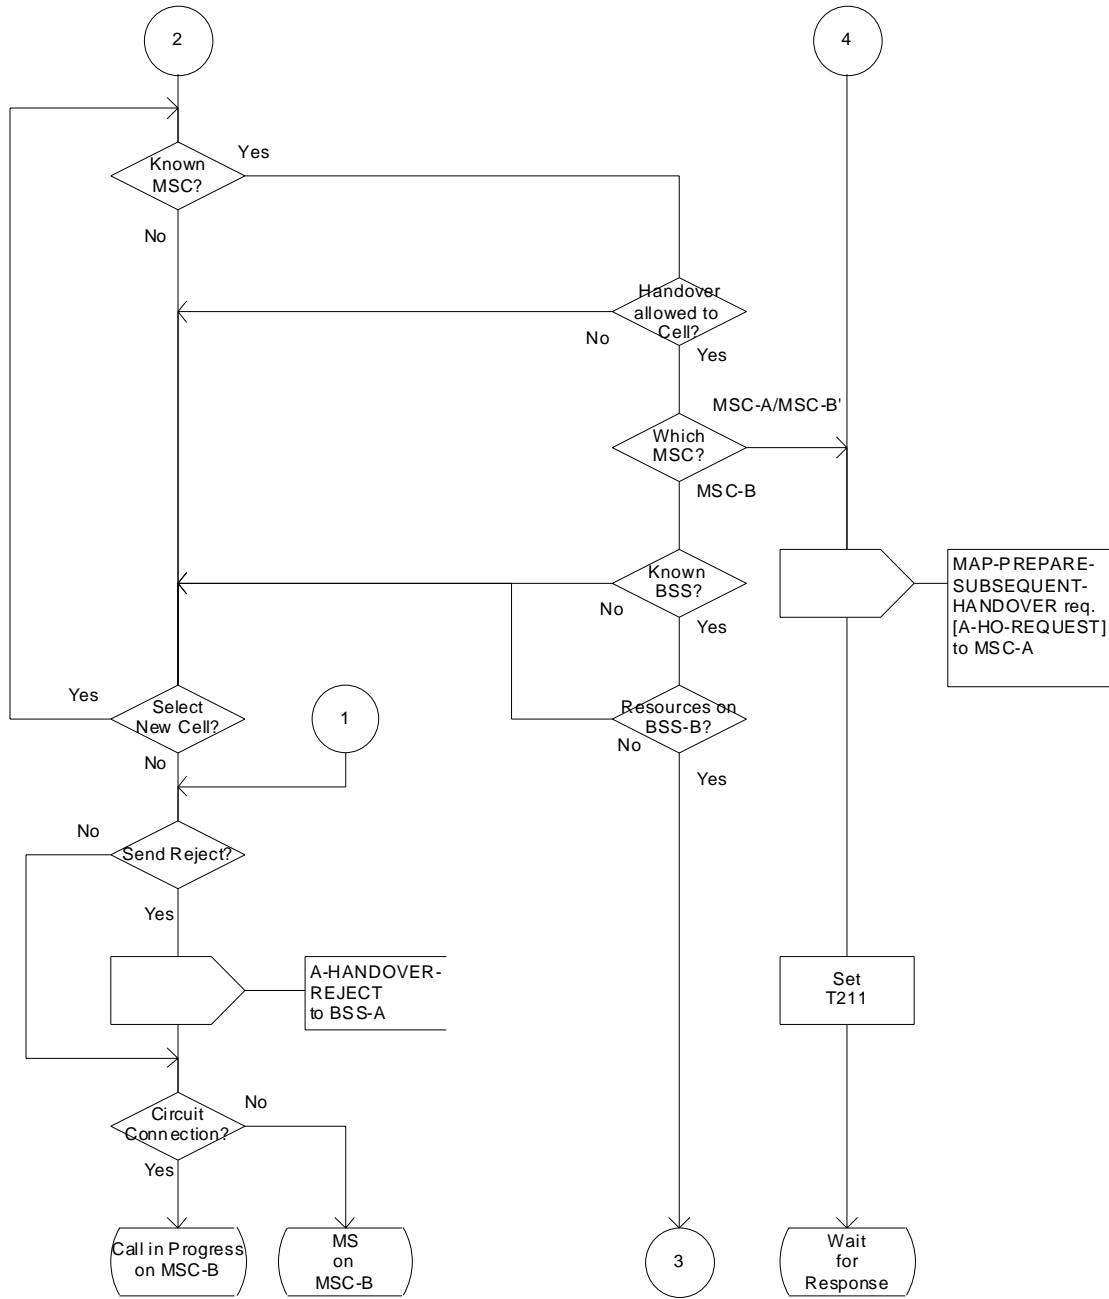 2
4
Known
MSC?
Yes
No
Handover
allowed to
Cell?
No
Yes
MSC-A/MSC-B'
Which
MSC?
MSC-B
Known
BSS?
No
Yes
MAP-PREPARE-
SUBSEQUENT-
HANDOVER req.
[A-HO-REQUEST]
to MSC-A
Yes
Select
New Cell?
No
1
Resources on
BSS-B?
No
Yes
No
Send Reject?
Yes
A-HANDOVER-
REJECT
to BSS-A
Set
T211
Circuit
Connection?
No
Yes
Call in Progress
on MSC-B
MS
on
MSC-B
3
Wait
for
Response